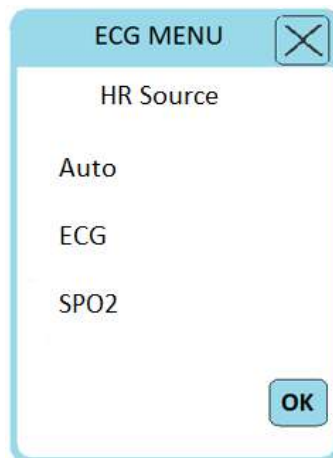 ECG MENU
HR Source
Auto
ECG
SPO2
OK